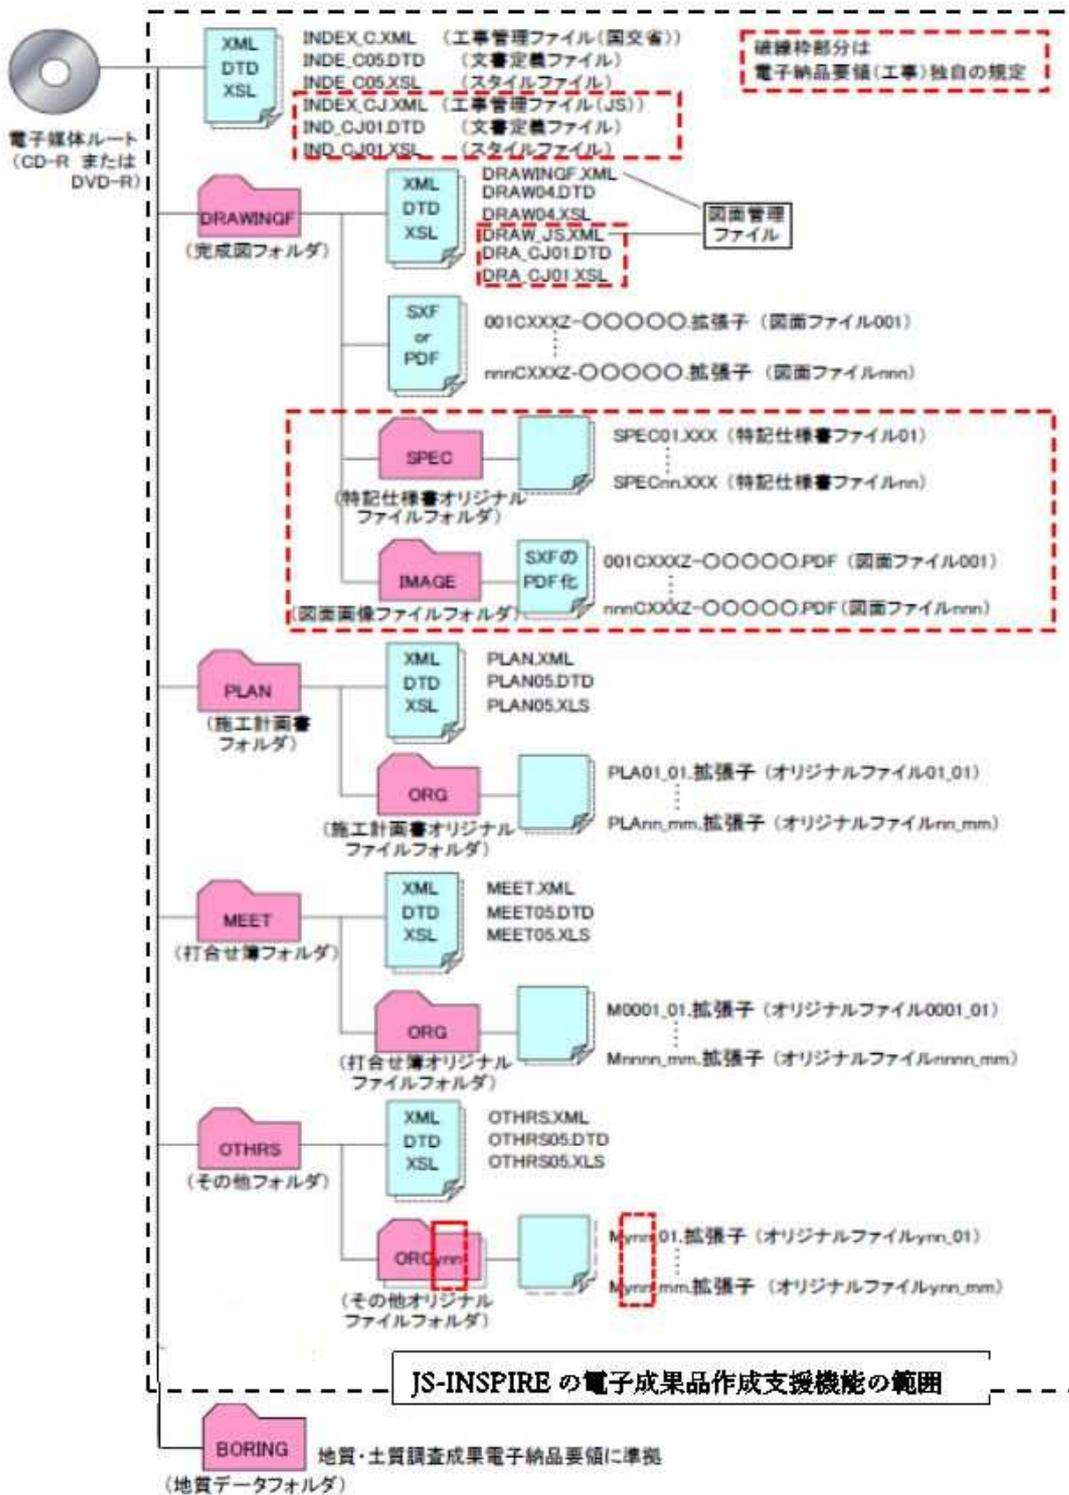 XML
DTD
XSL
INDEX_C.XML （工事管理ファイル（国交省））
INDE_C05.DTD （文書定義ファイル）
INDE_C05.XSL （スタイルファイル）
INDEX_CJ.XML （工事管理ファイル（JS））
IND_CJ01.DTD （文書定義ファイル）
IND_CJ01.XSL （スタイルファイル）
破線枠部分は
電子納品要領（工事）独自の規定
電子媒体ルート
（CD-R または
DVD-R）
DRAWINGF
（完成図フォルダ）
XML
DTD
XSL
DRAWINGF.XML
DRAW04.DTD
DRAW04.XSL
DRAW_JS.XML
DRA_CJ01.DTD
DRA_CJ01.XSL
図面管理
ファイル
SXF
or
PDF
001CXXXZ-〇〇〇〇〇.拡張子 （図面ファイル001）
nnnCXXXZ-〇〇〇〇〇.拡張子 （図面ファイルnnn）
SPEC
（特記仕様書オリジナル
ファイルフォルダ）
SPEC01.XXX （特記仕様書ファイル01）
SPECnn.XXX （特記仕様書ファイルnn）
IMAGE
（図面画像ファイルフォルダ）
SXFの
PDF化
001CXXXZ-〇〇〇〇〇.PDF （図面ファイル001）
nnnCXXXZ-〇〇〇〇〇.PDF（図面ファイルnnn）
PLAN
（施工計画書
フォルダ）
XML
DTD
XSL
PLAN.XML
PLAN05.DTD
PLAN05.XLS
ORG
（施工計画書オリジナル
ファイルフォルダ）
PLA01_01.拡張子 （オリジナルファイル01_01）
PLAnn_mm.拡張子 （オリジナルファイルnn_mm）
MEET
（打合せ簿フォルダ）
XML
DTD
XSL
MEET.XML
MEET05.DTD
MEET05.XLS
ORG
（打合せ簿オリジナル
ファイルフォルダ）
M0001_01.拡張子 （オリジナルファイル0001_01）
Mnnnn_mm.拡張子 （オリジナルファイルnnnn_mm）
OTHRS
（その他フォルダ）
XML
DTD
XSL
OTHRS.XML
OTHRS05.DTD
OTHRS05.XLS
ORGynn
（その他オリジナル
ファイルフォルダ）
Mynn_01.拡張子 （オリジナルファイルynn_01）
Mynn_mm.拡張子 （オリジナルファイルynn_mm）
JS-INSPIRE の電子成果品作成支援機能の範囲
BORING
（地質データフォルダ）
地質・土質調査成果電子納品要領に準拠